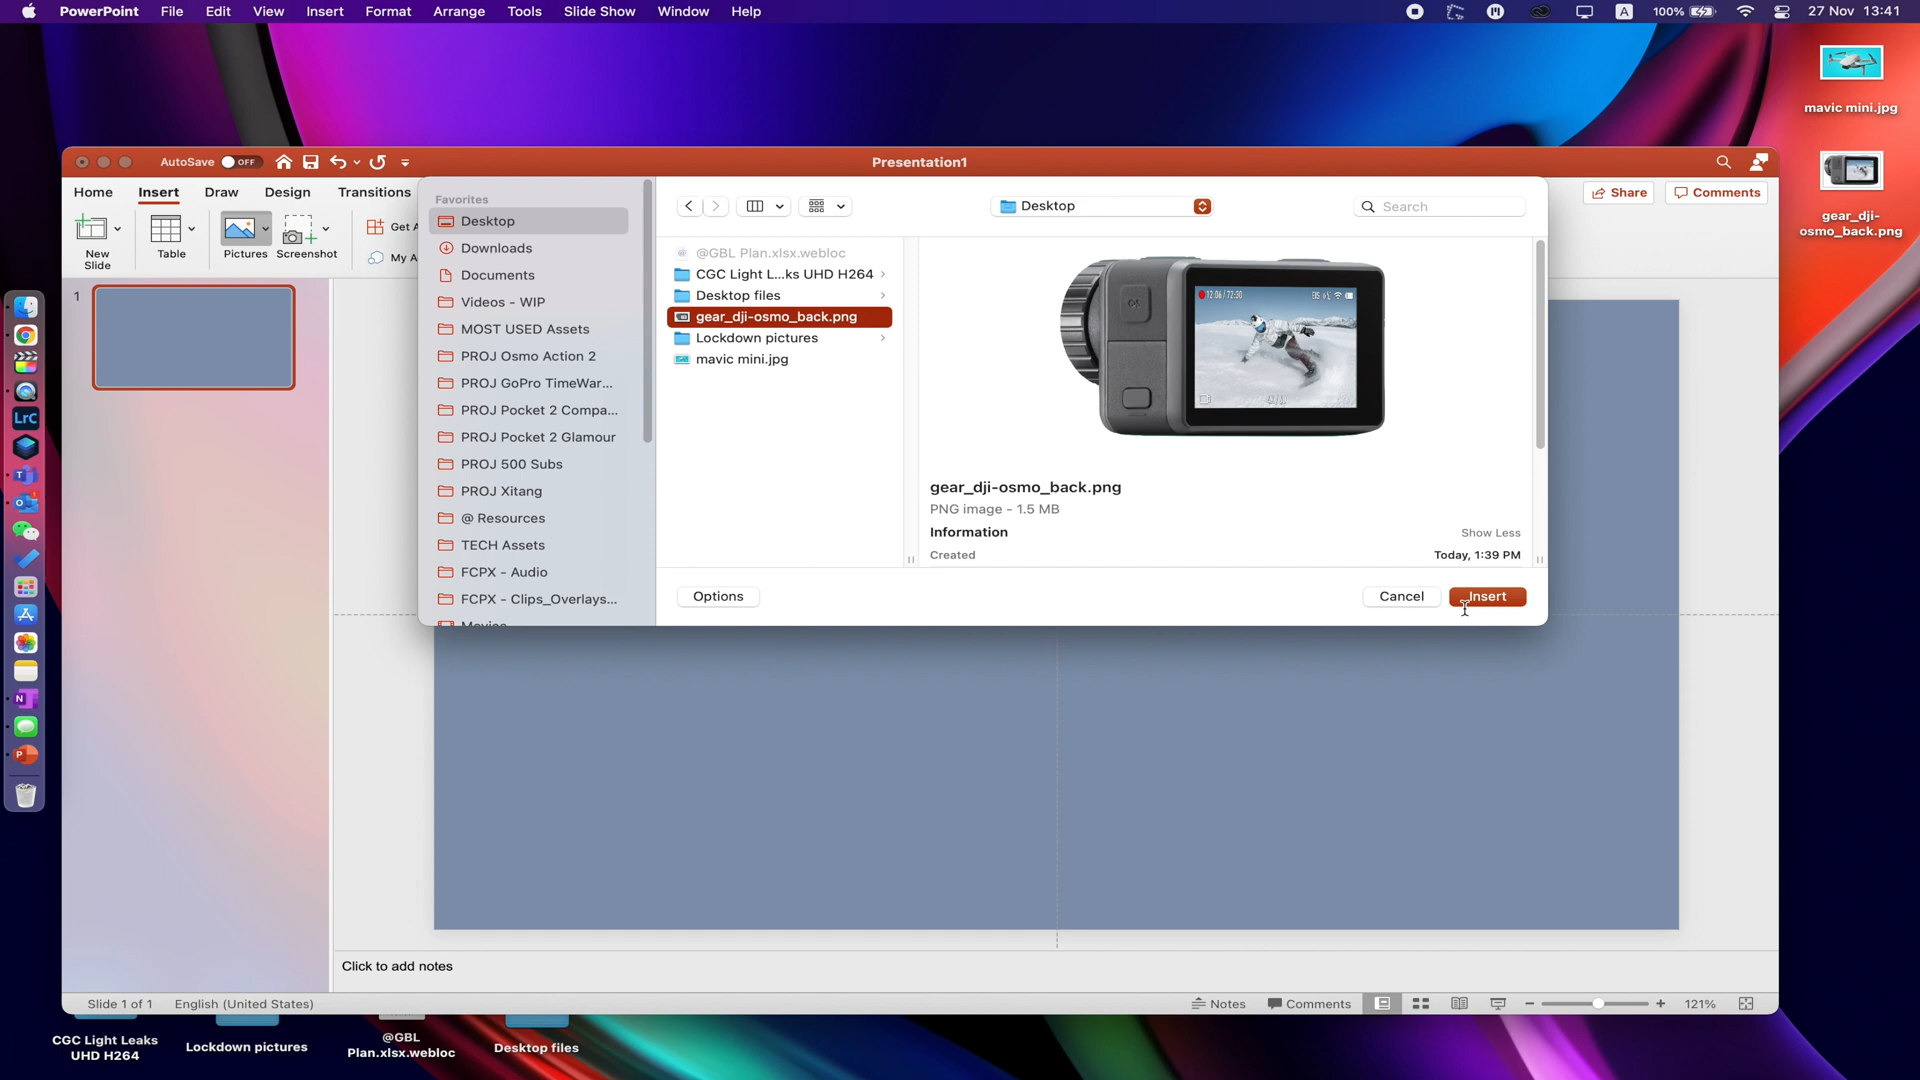 PowerPoint File Edit View Insert Format Arrange Tools Slide Show Window Help
A 100% 27 Nov 13:41
mavic mini.jpg
gear_dji-
osmo_back.png
AutoSave OFF
Presentation1
Home Insert Draw Design Transitions
Share Comments
New
Slide
Table
Pictures
Screenshot
Get A
My A
1
Favorites
Desktop
Downloads
Documents
Videos - WIP
MOST USED Assets
PROJ Osmo Action 2
PROJ GoPro TimeWar...
PROJ Pocket 2 Compa...
PROJ Pocket 2 Glamour
PROJ 500 Subs
PROJ Xitang
@ Resources
TECH Assets
FCPX - Audio
FCPX - Clips_Overlays...
Movies
Desktop
Search
@GBL Plan.xlsx.webloc
CGC Light L...ks UHD H264
Desktop files
gear_dji-osmo_back.png
Lockdown pictures
mavic mini.jpg
12:06/72:30
gear_dji-osmo_back.png
PNG image - 1.5 MB
Information Show Less
Created Today, 1:39 PM
Options
Cancel
Insert
LrC
Click to add notes
Slide 1 of 1 English (United States)
Notes Comments 121%
CGC Light Leaks
UHD H264
Lockdown pictures
@GBL
Plan.xlsx.webloc
Desktop files